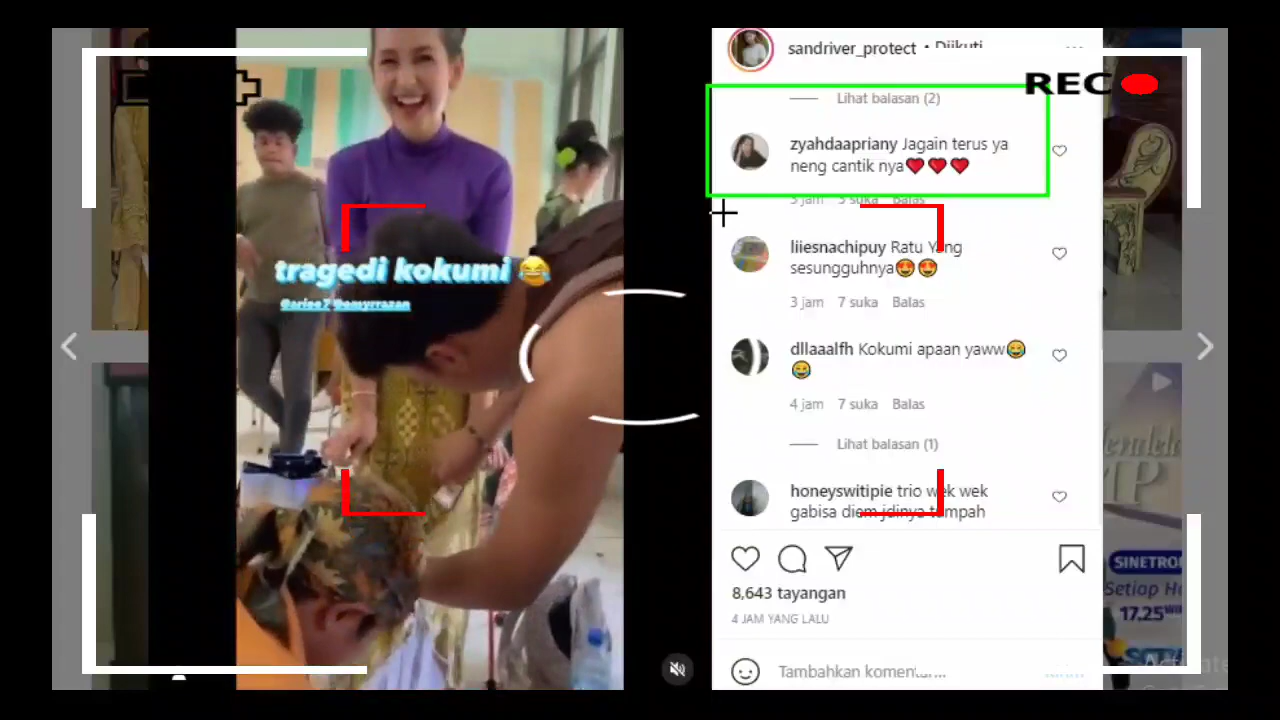 tragedi kokumi 😂
@ariee7 @emyrrazan
sandriver_protect • Diikuti
REC
Lihat balasan (2)
zyahdaapriany Jagain terus ya
neng cantik nya❤️❤️❤️
3 jam 3 suka Balas
liiesnachipuy Ratu Yang
sesungguhnya😍😍
3 jam 7 suka Balas
dllaaalfh Kokumi apaan yaww😂
😂
4 jam 7 suka Balas
Lihat balasan (1)
honeyswitipie trio wek wek
gabisa diem jdinya tumpah
8,643 tayangan
4 JAM YANG LALU
Tambahkan komentar...
SINETRON
Setiap
17.25